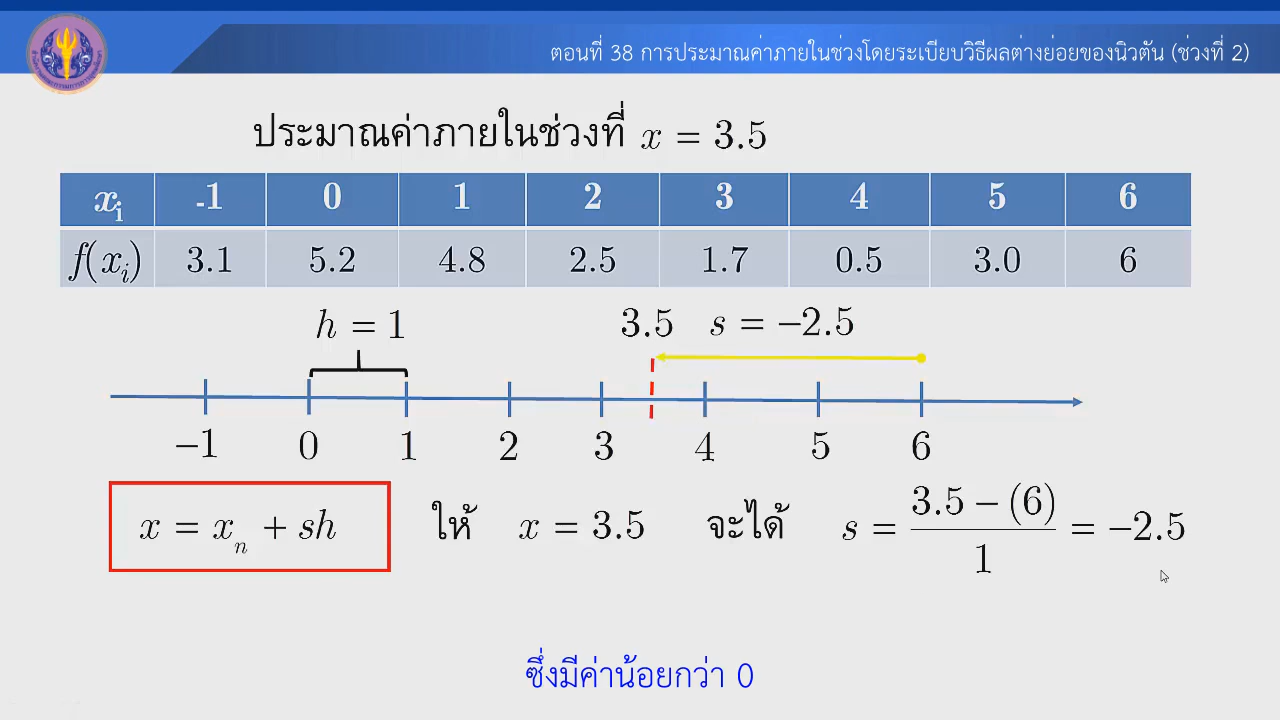 ตอนที่ 38 การประมาณค่าภายในช่วงโดยระเบียบวิธีผลต่างย่อยของนิวตัน (ช่วงที่ 2)
ประมาณค่าภายในช่วงที่ x = 3.5
x_i -1 0 1 2 3 4 5 6
f(x_i) 3.1 5.2 4.8 2.5 1.7 0.5 3.0 6
h = 1 3.5 s = −2.5
−1 0 1 2 3 4 5 6
x = x_n + sh ให้ x = 3.5 จะได้ s = (3.5 − (6))/1 = −2.5
ซึ่งมีค่าน้อยกว่า 0